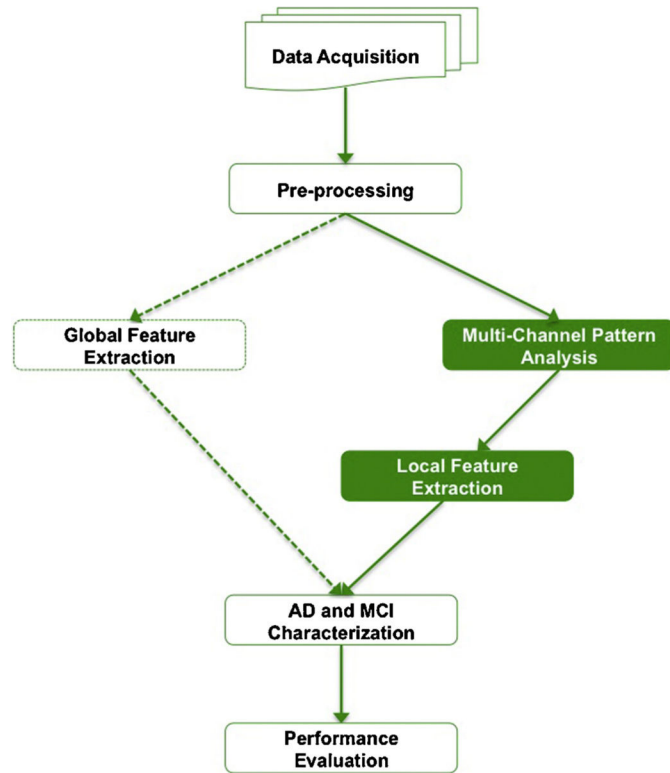 Data Acquisition
Pre-processing
Global Feature
Extraction
Multi-Channel Pattern
Analysis
Local Feature
Extraction
AD and MCI
Characterization
Performance
Evaluation